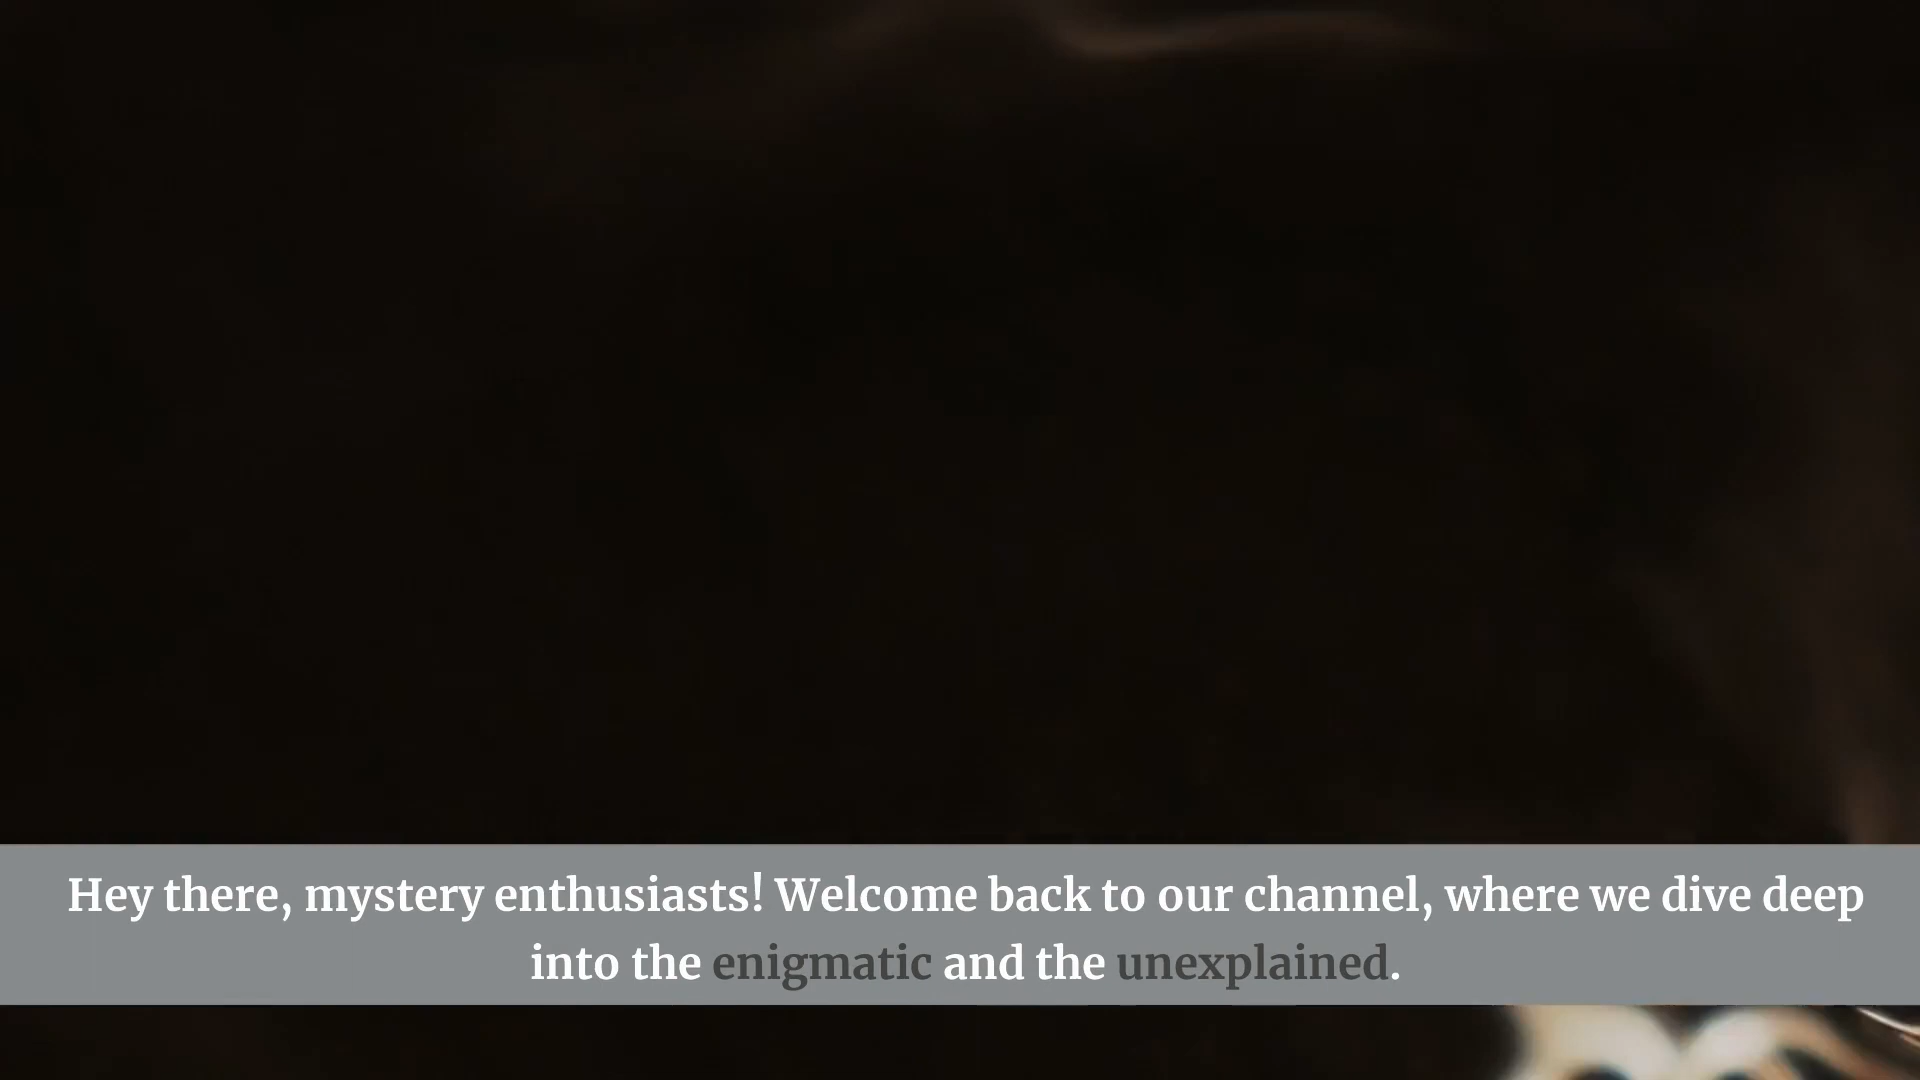 Hey there, mystery enthusiasts! Welcome back to our channel, where we dive deep
into the enigmatic and the unexplained.